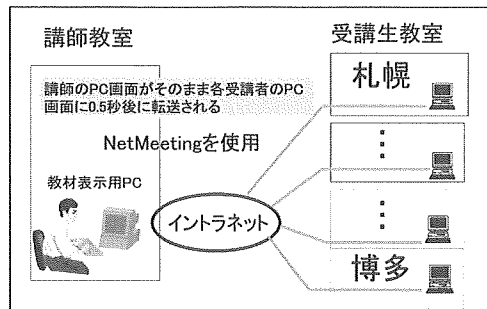 講師教室
受講生教室
講師のPC画面がそのまま各受講者のPC
画面に0.5秒後に転送される
札幌
NetMeetingを使用
教材表示用PC
イントラネット
博多